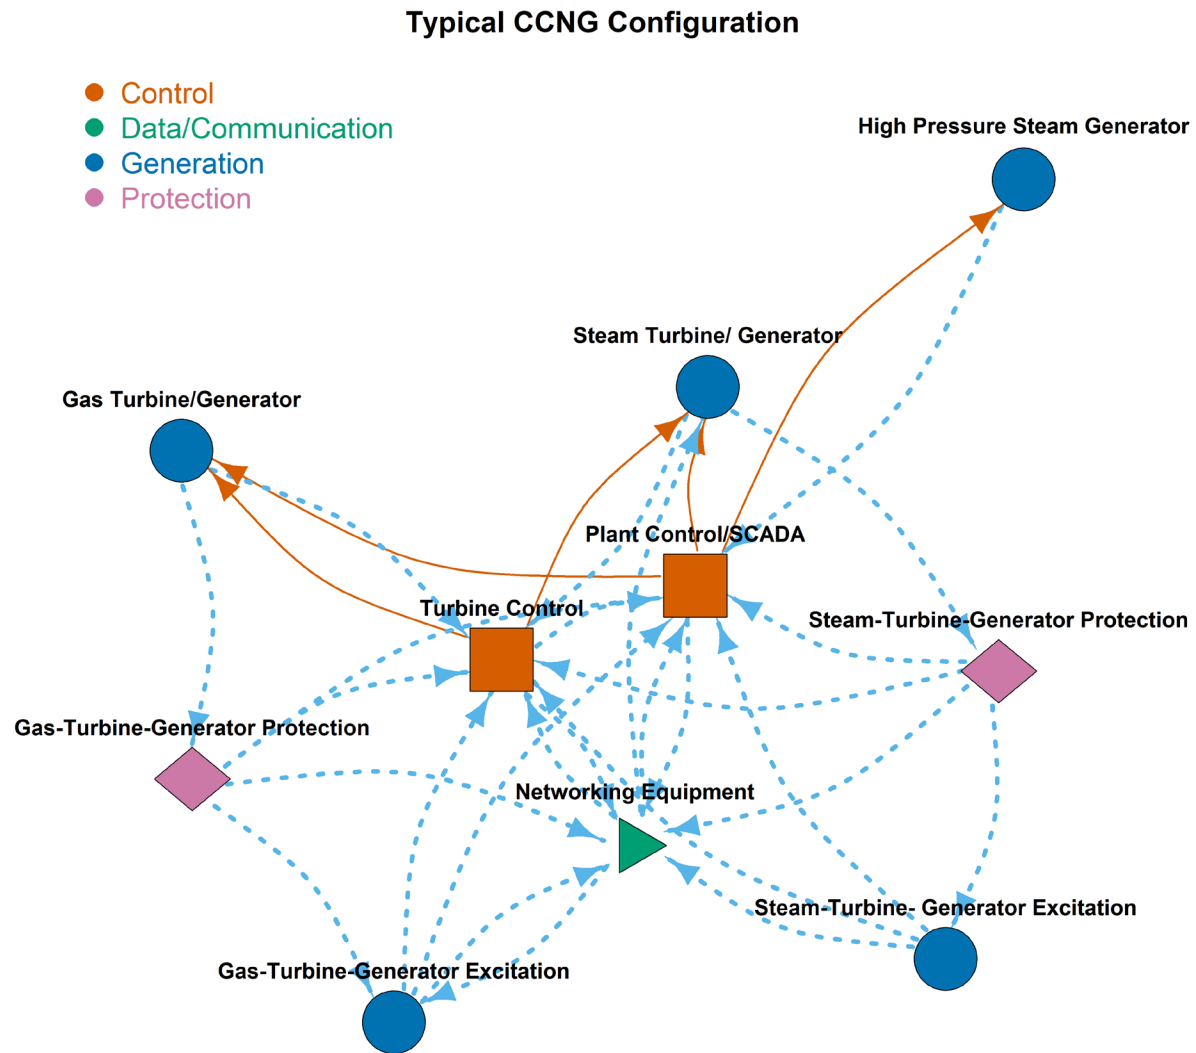 Typical CCNG Configuration
Control
Data/Communication
Generation
Protection
High Pressure Steam Generator
Steam Turbine/ Generator
Gas Turbine/Generator
Plant Control/SCADA
Turbine Control
Steam-Turbine-Generator Protection
Gas-Turbine-Generator Protection
Networking Equipment
Steam-Turbine- Generator Excitation
Gas-Turbine-Generator Excitation